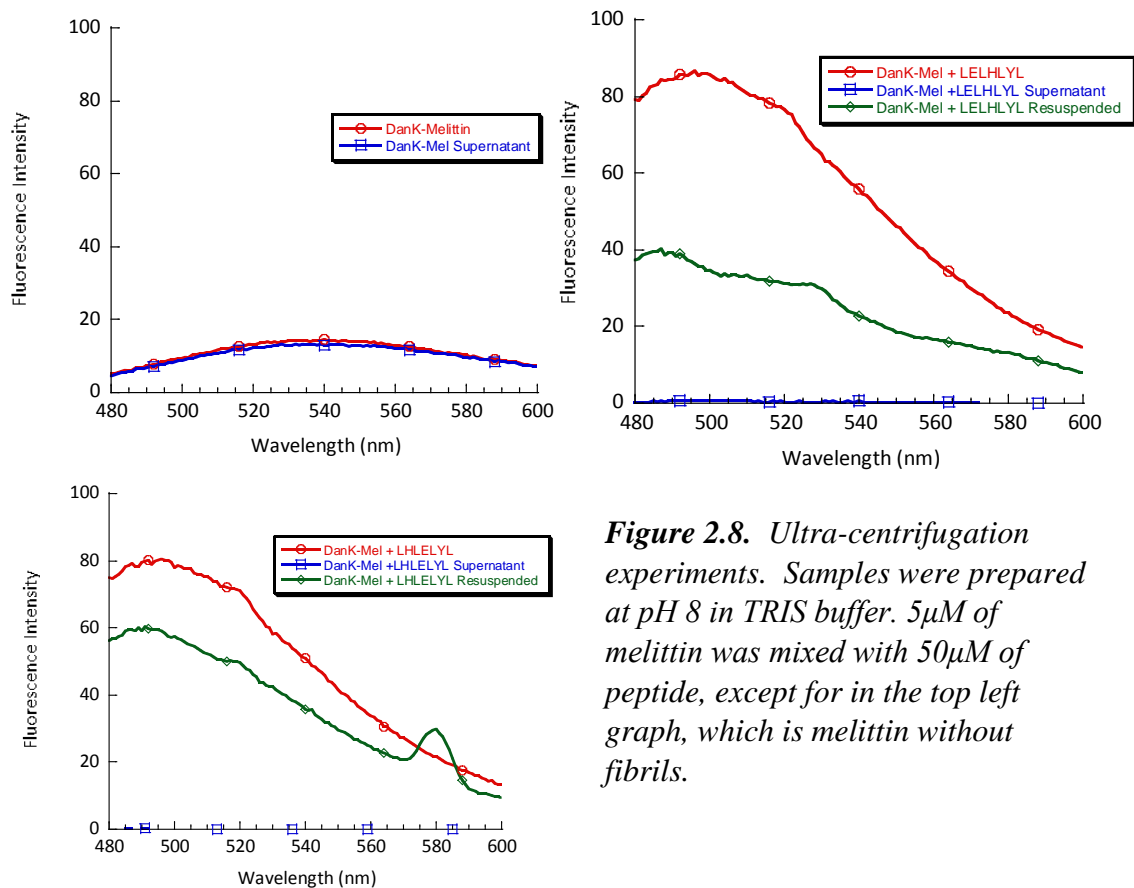 100
80
60
40
20
0
480 500 520 540 560 580 600
Fluorescence Intensity
Wavelength (nm)
DanK-Melittin
DanK-Mel Supernatant
100
80
60
40
20
0
480 500 520 540 560 580 600
Fluorescence Intensity
Wavelength (nm)
DanK-Mel + LELHLYL
DanK-Mel +LELHLYL Supernatant
DanK-Mel + LELHLYL Resuspended
100
80
60
40
20
0
480 500 520 540 560 580 600
Fluorescence Intensity
Wavelength (nm)
DanK-Mel + LHLELYL
DanK-Mel +LHLELYL Supernatant
DanK-Mel + LHLELYL Resuspended
Figure 2.8. Ultra-centrifugation
experiments. Samples were prepared
at pH 8 in TRIS buffer. 5µM of
melittin was mixed with 50µM of
peptide, except for in the top left
graph, which is melittin without
fibrils.